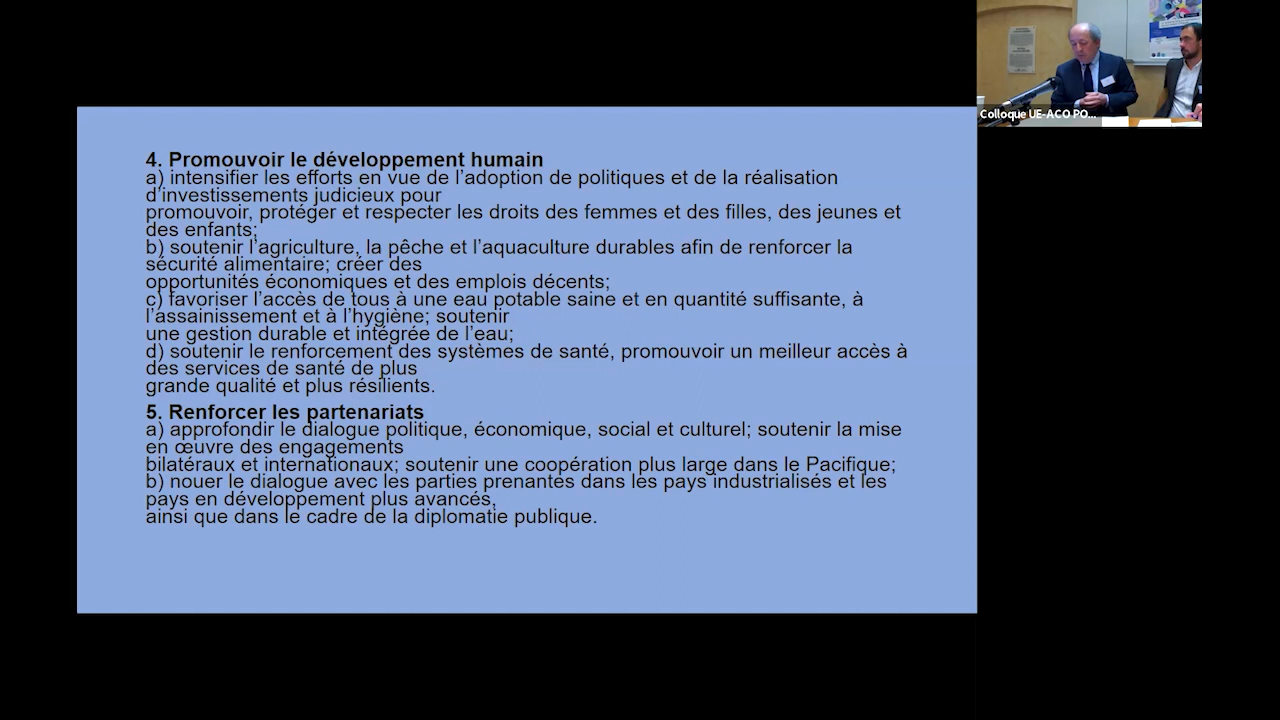 4. Promouvoir le développement humain
a) intensifier les efforts en vue de l’adoption de politiques et de la réalisation
d’investissements judicieux pour
promouvoir, protéger et respecter les droits des femmes et des filles, des jeunes et
des enfants;
b) soutenir l’agriculture, la pêche et l’aquaculture durables afin de renforcer la
sécurité alimentaire; créer des
opportunités économiques et des emplois décents;
c) favoriser l’accès de tous à une eau potable saine et en quantité suffisante, à
l’assainissement et à l’hygiène; soutenir
une gestion durable et intégrée de l’eau;
d) soutenir le renforcement des systèmes de santé, promouvoir un meilleur accès à
des services de santé de plus
grande qualité et plus résilients.
5. Renforcer les partenariats
a) approfondir le dialogue politique, économique, social et culturel; soutenir la mise
en œuvre des engagements
bilatéraux et internationaux; soutenir une coopération plus large dans le Pacifique;
b) nouer le dialogue avec les parties prenantes dans les pays industrialisés et les
pays en développement plus avancés,
ainsi que dans le cadre de la diplomatie publique.
Colloque UE-ACO PO...